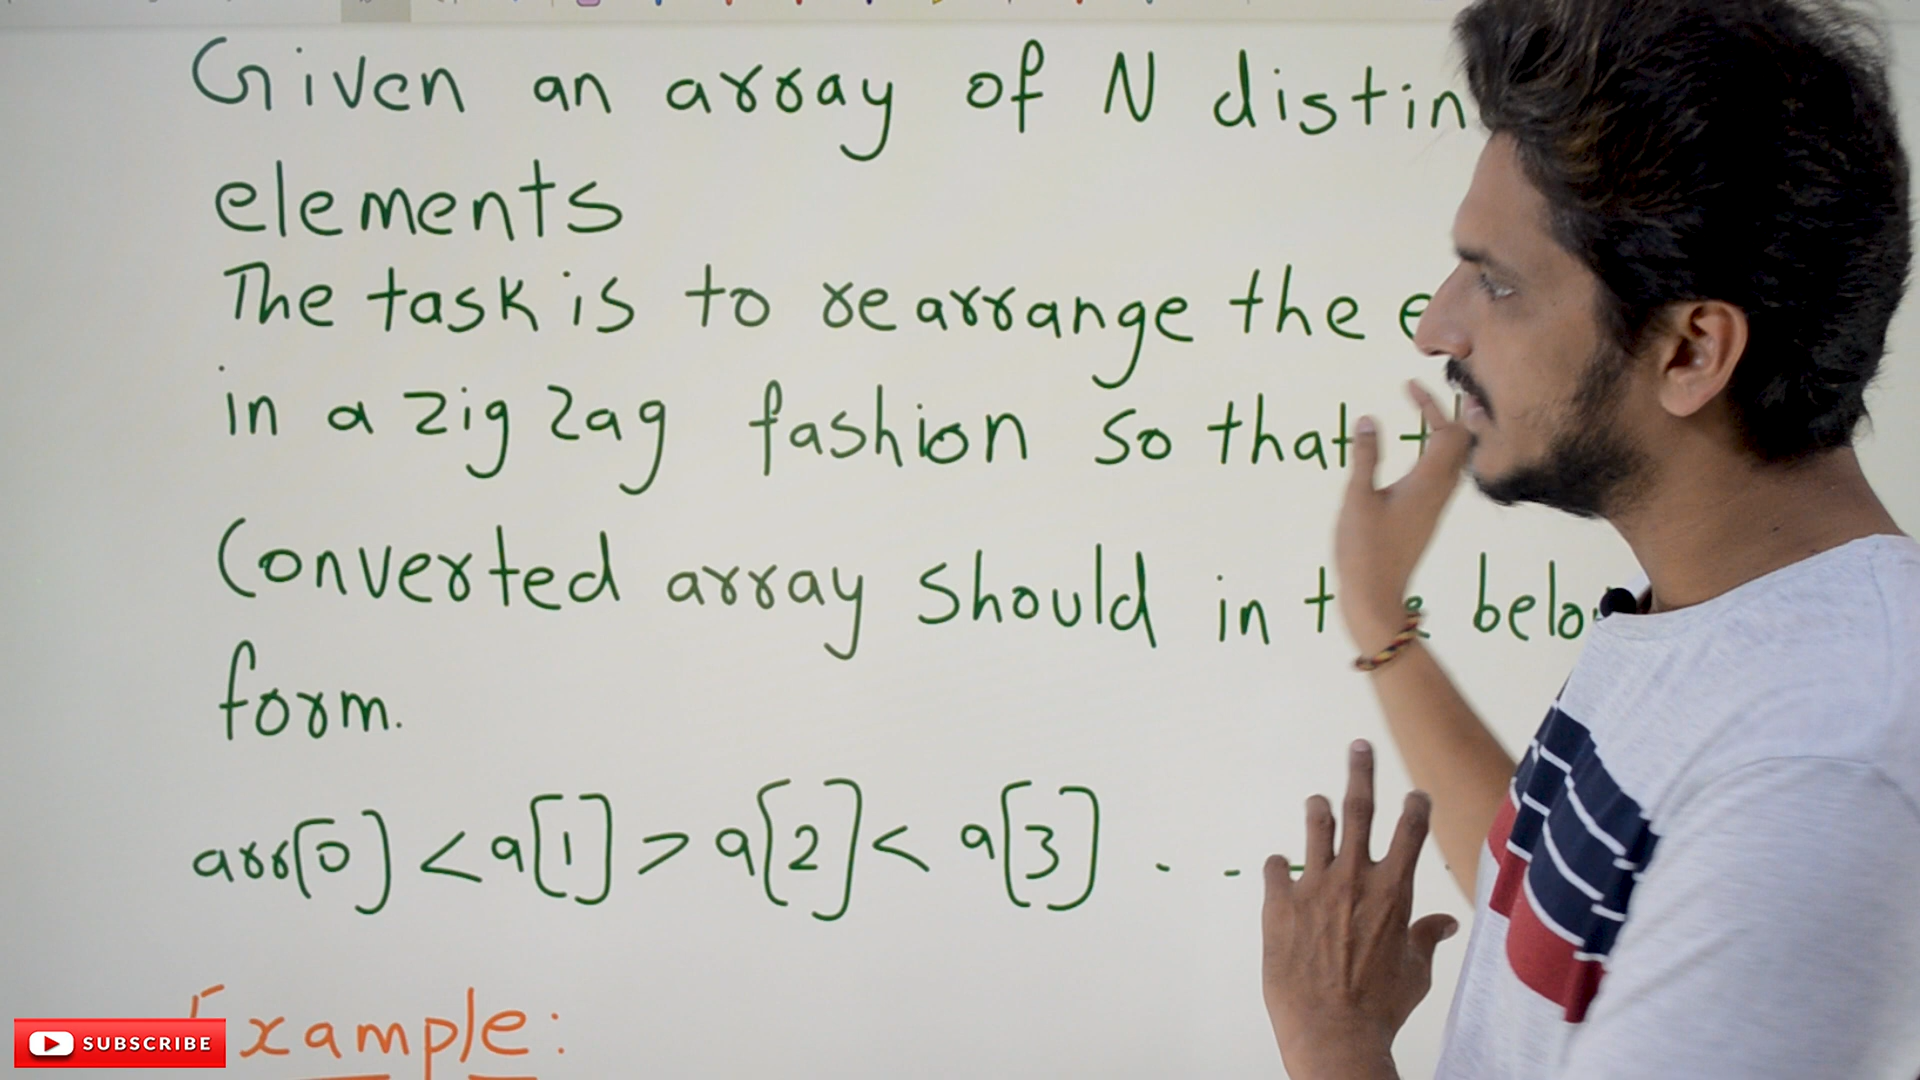 Given an array of N distin
elements
The task is to rearrange the e
in a zig zag fashion so that t
Converted array should in the belo
form.
arr[0] < a[1] > a[2] < a[3] . - -
Example:
SUBSCRIBE